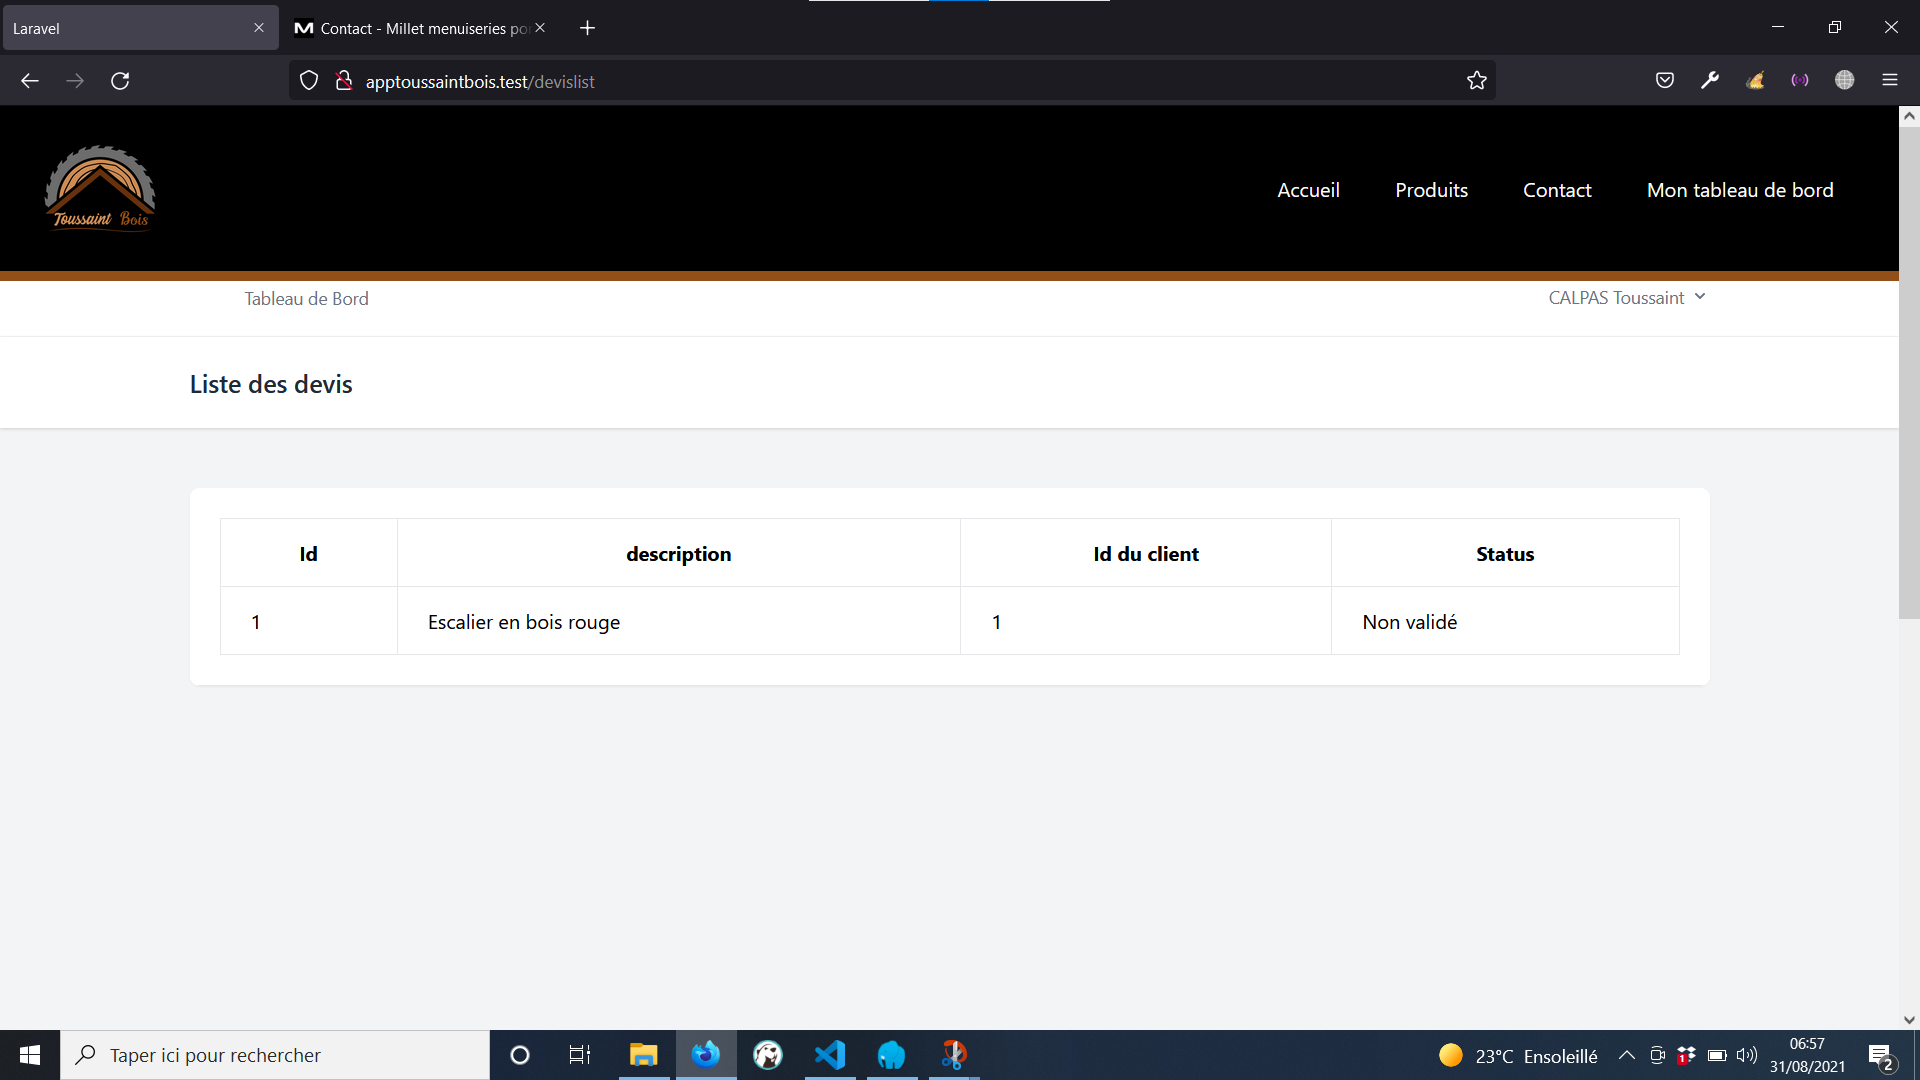 Laravel
Contact - Millet menuiseries po
apptoussaintbois.test/devislist
Toussaint Bois
Accueil Produits Contact Mon tableau de bord
Tableau de Bord CALPAS Toussaint
Liste des devis
Id description Id du client Status
1 Escalier en bois rouge 1 Non validé
Taper ici pour rechercher
23°C Ensoleillé
1
06:57
31/08/2021
2